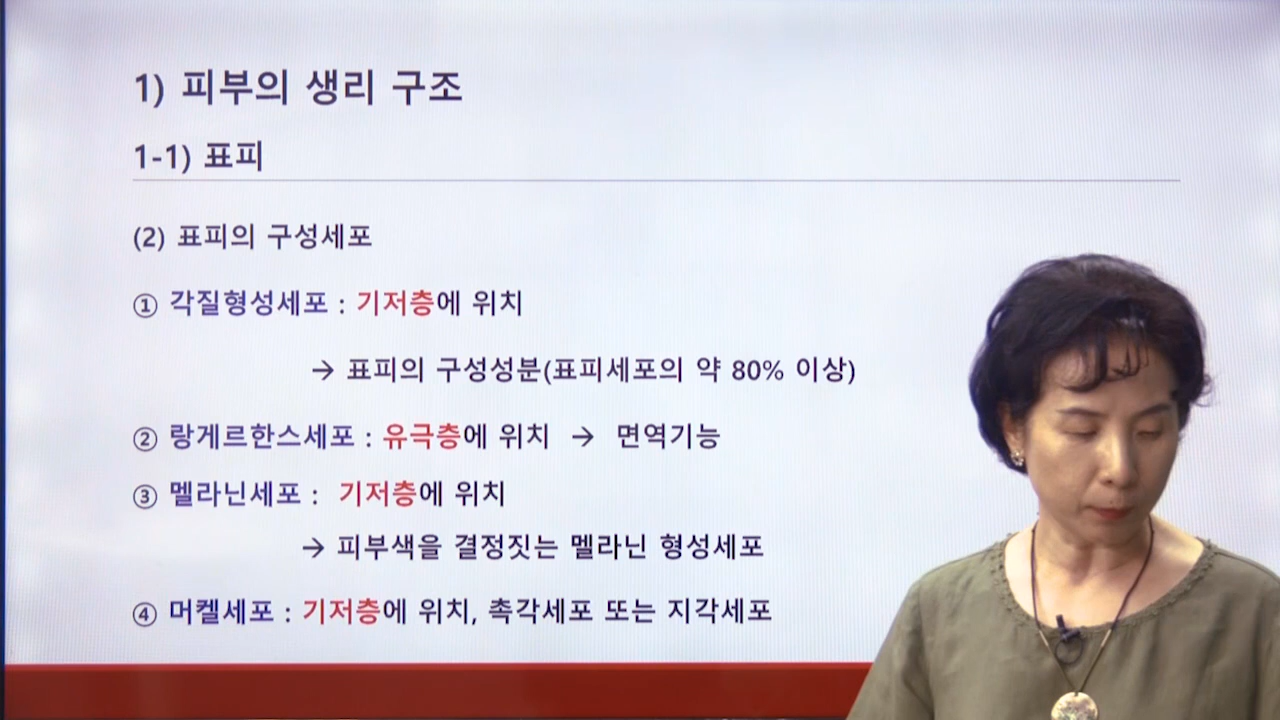 1) 피부의 생리 구조
1-1) 표피
(2) 표피의 구성세포
① 각질형성세포 : 기저층에 위치
→ 표피의 구성성분(표피세포의 약 80% 이상)
② 랑게르한스세포 : 유극층에 위치 → 면역기능
③ 멜라닌세포 : 기저층에 위치
→ 피부색을 결정짓는 멜라닌 형성세포
④ 머켈세포 : 기저층에 위치, 촉각세포 또는 지각세포